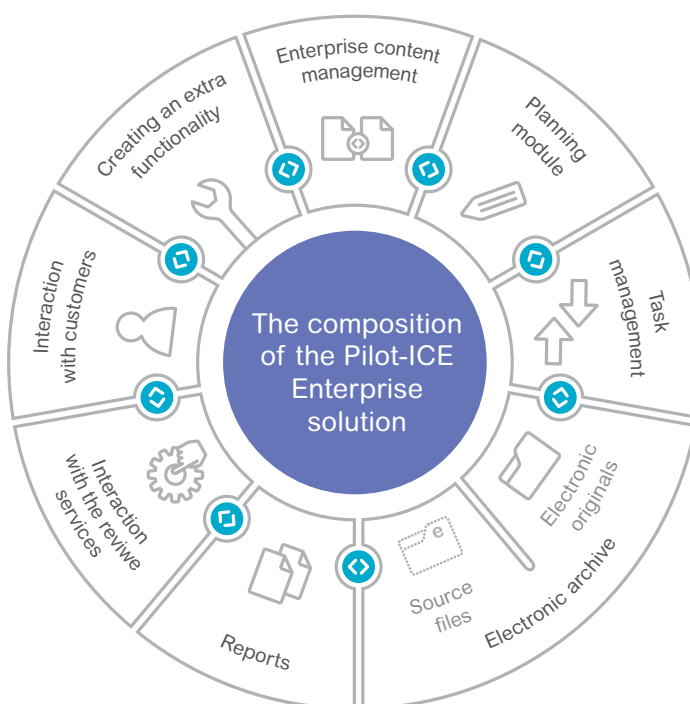 Enterprise content
management
Planning
module
Task
management
Electronic
originals
Electronic archive
e
Source
files
Reports
Interaction
with the reviwe
services
Interaction
with customers
Creating an extra
functionality
The composition
of the Pilot-ICE
Enterprise
solution